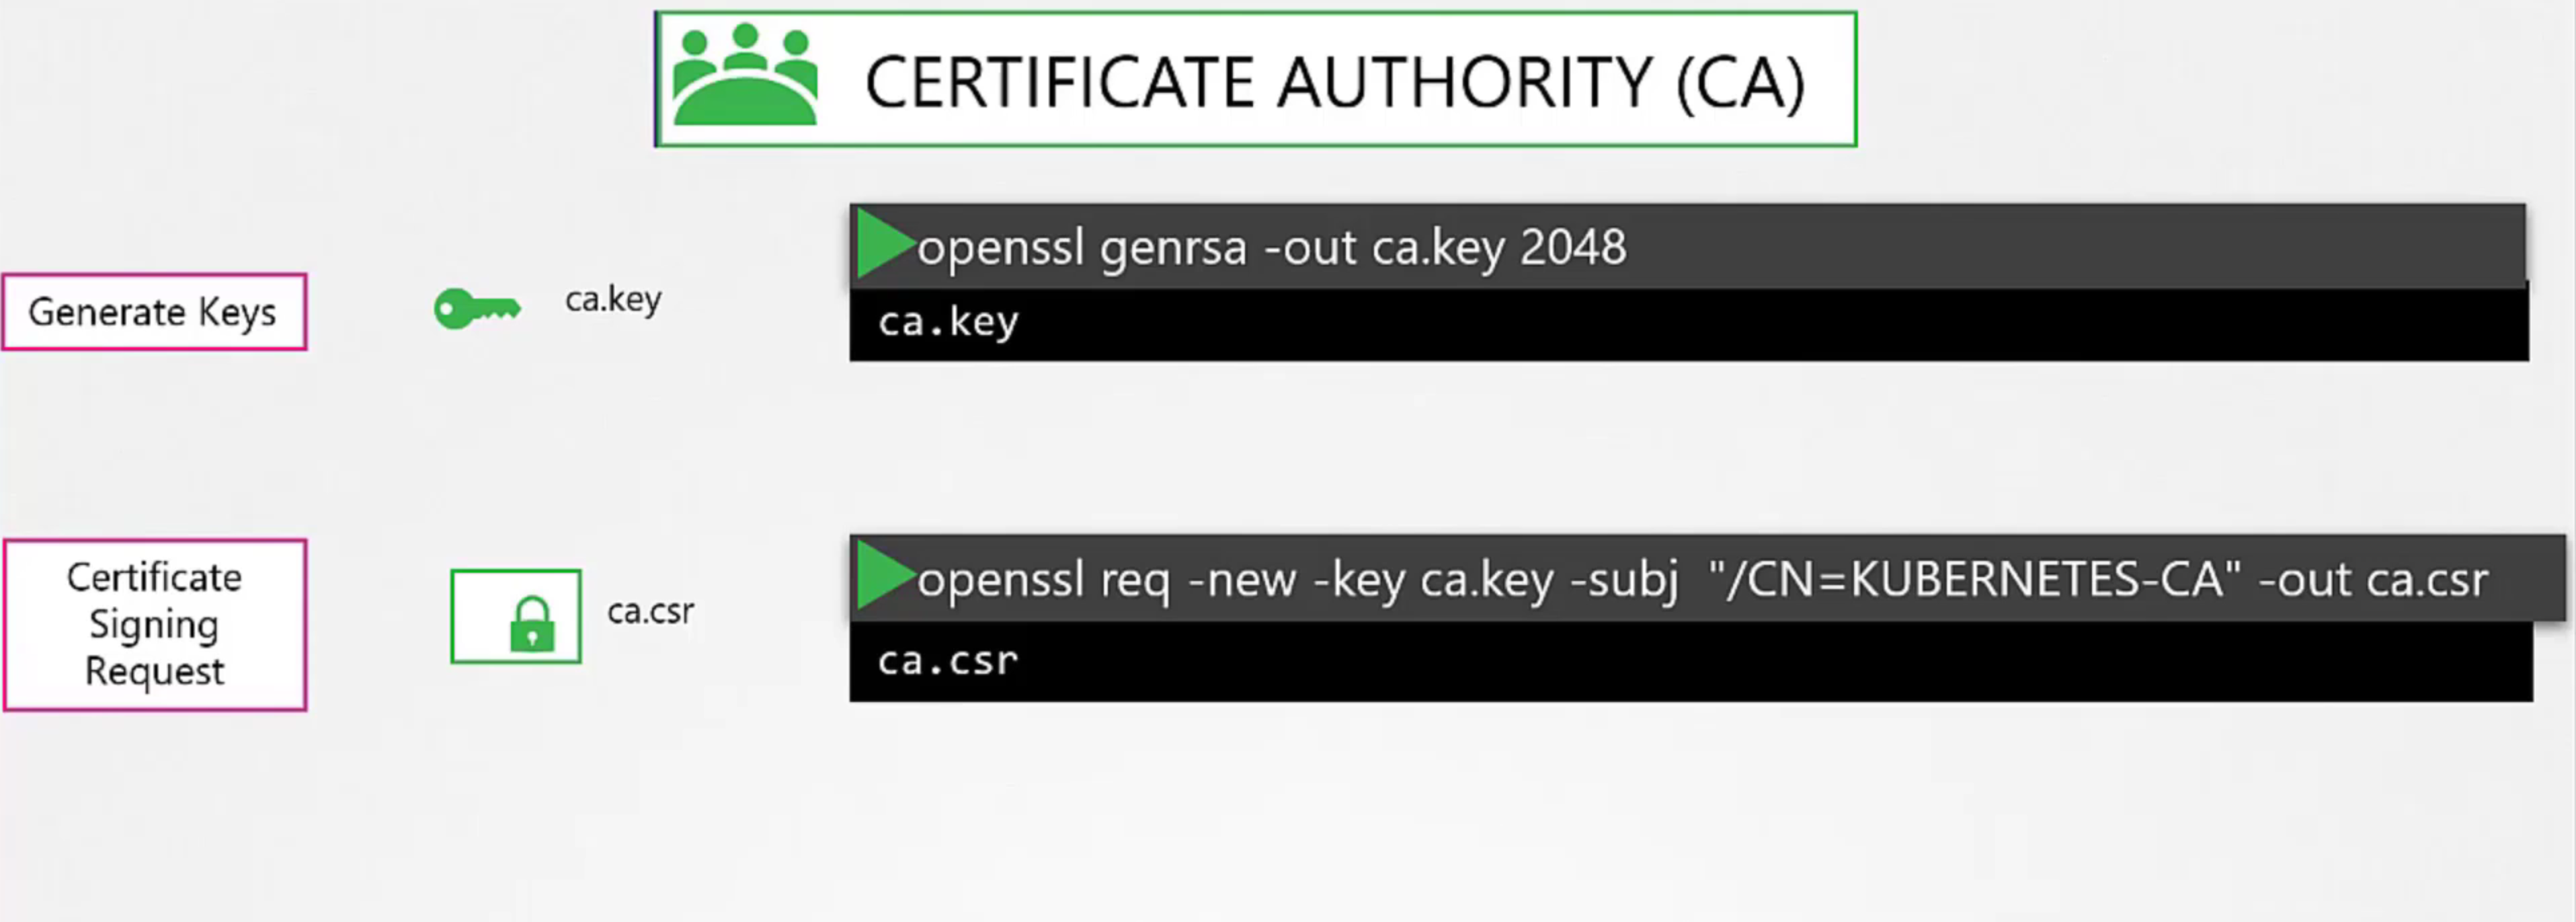 CERTIFICATE AUTHORITY (CA)
Generate Keys
ca.key
openssl genrsa -out ca.key 2048
ca.key
Certificate
Signing
Request
ca.csr
openssl req -new -key ca.key -subj "/CN=KUBERNETES-CA" -out ca.csr
ca.csr